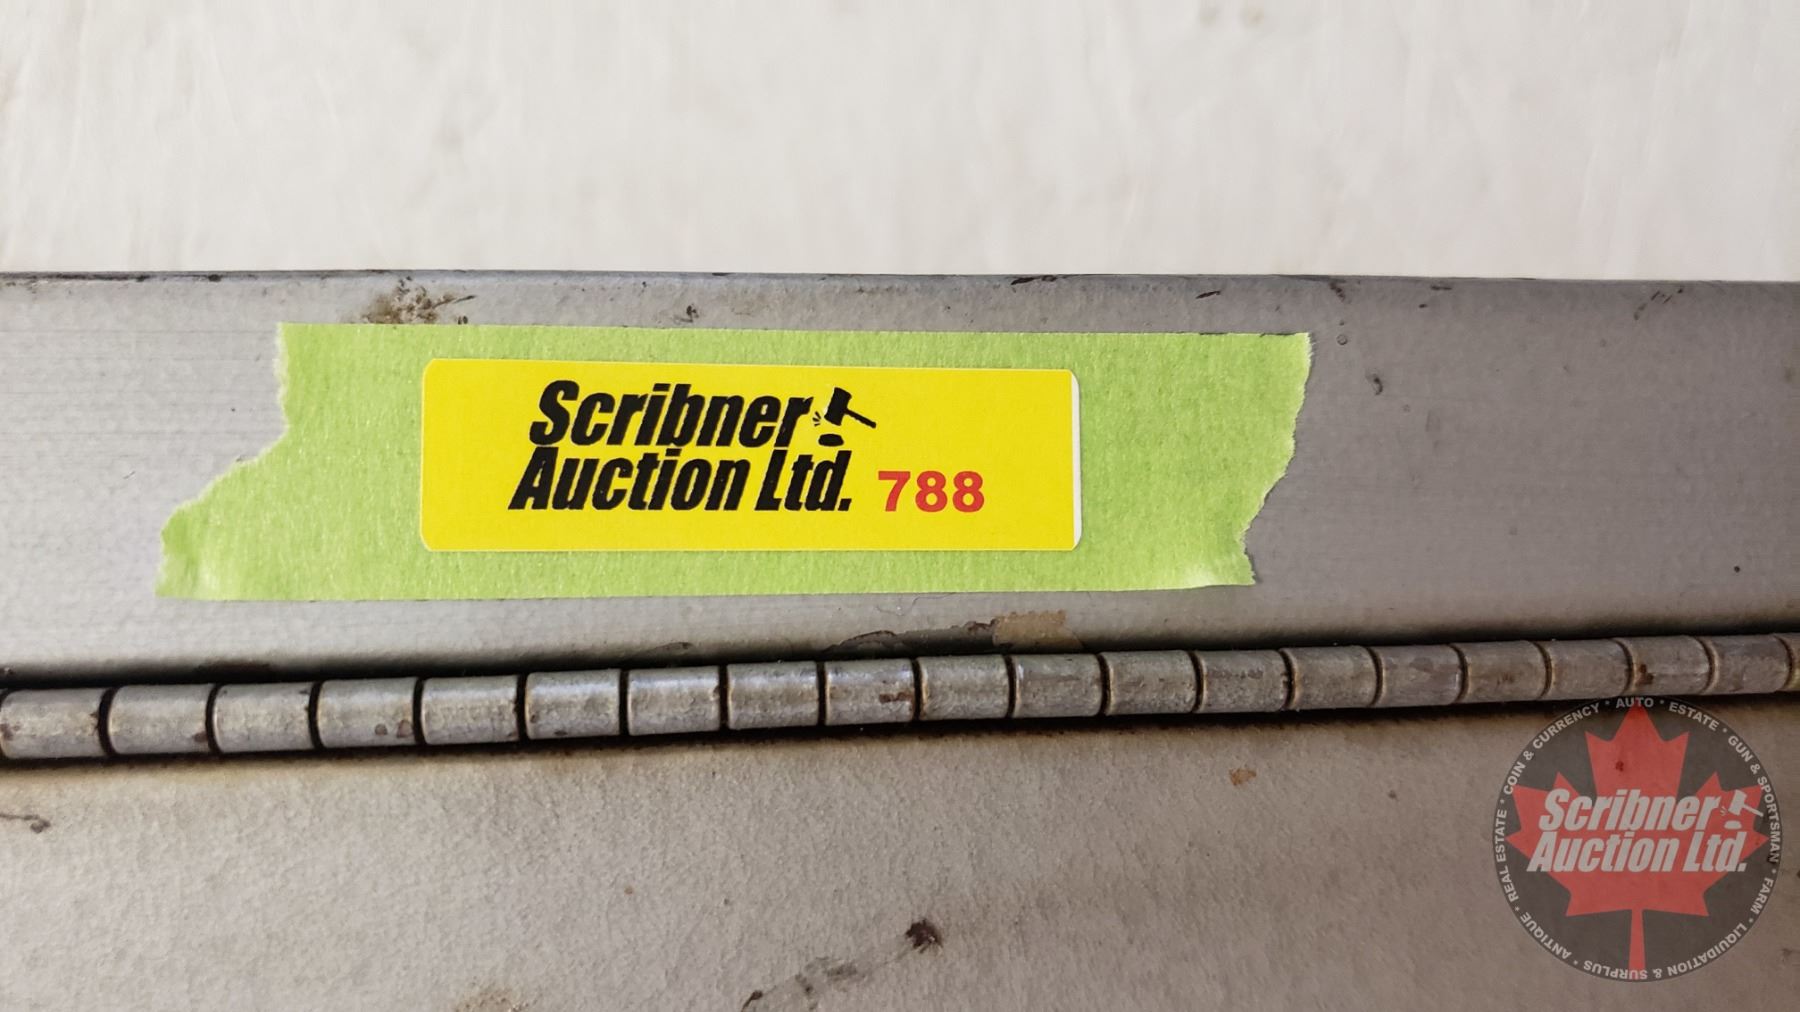 Scribner
Auction Ltd. 788
COIN & CURRENCY * AUTO * ESTATE * GUN & SPORTSMAN * FARM * LIQUIDATION & SURPLUS * ANTIQUE * REAL ESTATE *
Scribner
Auction Ltd.